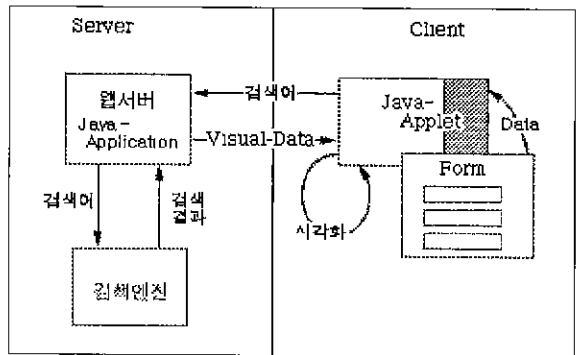 Server
Client
웹서버
Java-
Application
검색어
Visual-Data
Java-
Applet
Data
Form
시각화
검색어
검색
결과
검색엔진